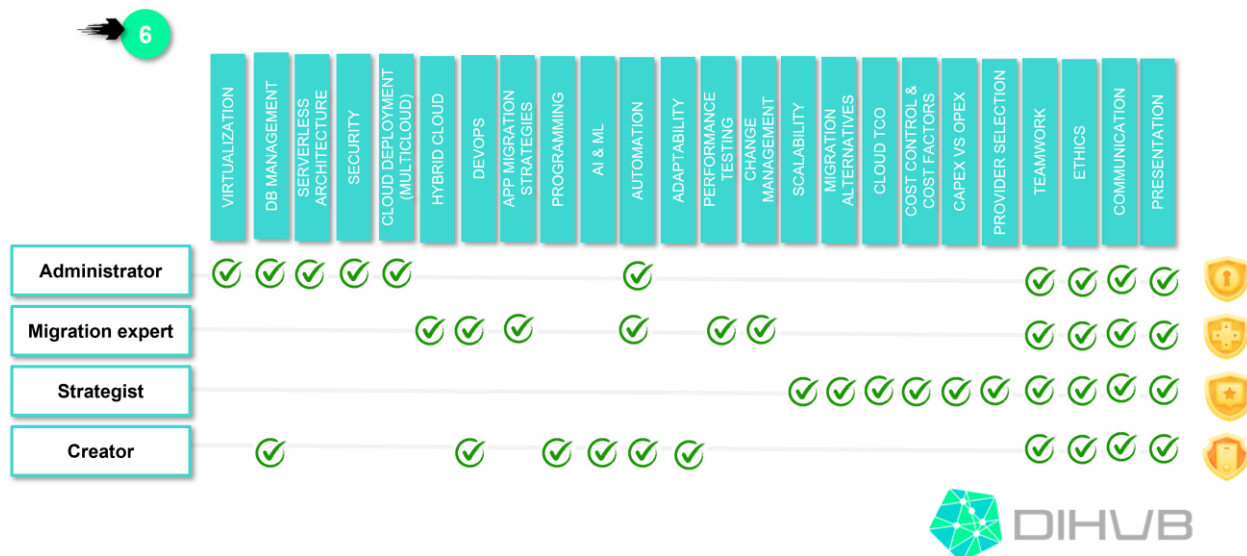 6
VIRTUALIZATION
DB MANAGEMENT
SERVERLESS
ARCHITECTURE
SECURITY
CLOUD DEPLOYMENT
(MULTICLOUD)
HYBRID CLOUD
DEVOPS
APP MIGRATION
STRATEGIES
PROGRAMMING
AI & ML
AUTOMATION
ADAPTABILITY
PERFORMANCE
TESTING
CHANGE
MANAGEMENT
SCALABILITY
MIGRATION
ALTERNATIVES
CLOUD TCO
COST CONTROL &
COST FACTORS
CAPEX VS OPEX
PROVIDER SELECTION
TEAMWORK
ETHICS
COMMUNICATION
PRESENTATION
Administrator
Migration expert
Strategist
Creator
DIHUB